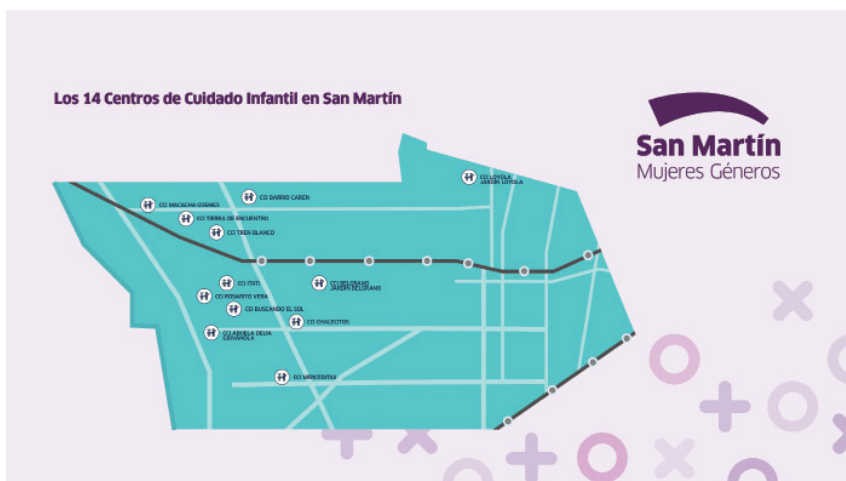 Los 14 Centros de Cuidado Infantil en San Martín
San Martín
Mujeres Géneros
CCI LOYOLA
JARDÍN LOYOLA
CCI BARRIO CAREN
CCI MACACHA GÜEMES
CCI TIERRA DE ENCUENTRO
CCI TREN BLANCO
CCI ITATI
CCI BELGRANO
JARDÍN BELGRANO
CCI ROSARITO VERA
CCI BUSCANDO EL SOL
CCI CHALECITOS
CCI ABUELA DELIA
GIOVANOLA
CCI MERCEDITAS